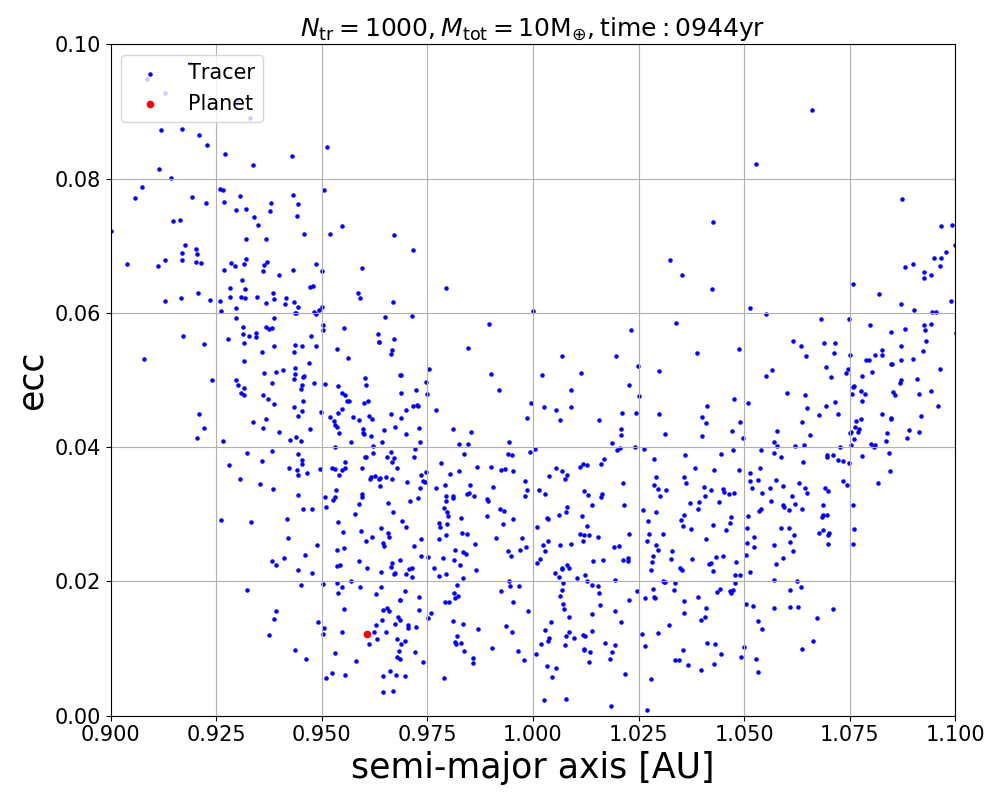 N_tr = 1000, M_tot = 10M_⊕, time : 0944yr
Tracer
Planet
0.10
0.08
0.06
0.04
0.02
0.00
ecc
0.900 0.925 0.950 0.975 1.000 1.025 1.050 1.075 1.100
semi-major axis [AU]